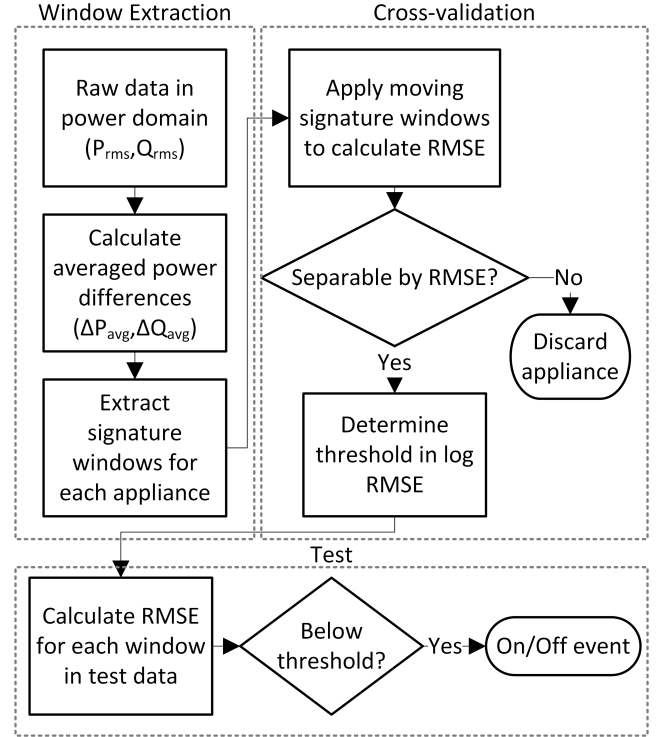 Window Extraction
Raw data in
power domain
(Prms,Qrms)
Calculate
averaged power
differences
(ΔPavg,ΔQavg)
Extract
signature
windows for
each appliance
Cross-validation
Apply moving
signature windows
to calculate RMSE
Separable by RMSE?
No
Discard
appliance
Yes
Determine
threshold in log
RMSE
Test
Calculate RMSE
for each window
in test data
Below
threshold?
Yes
On/Off event